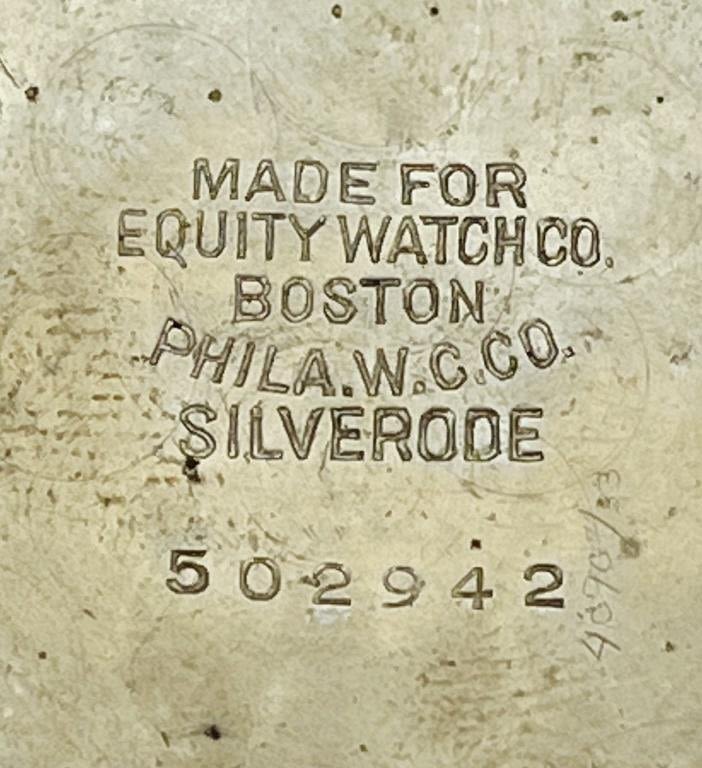 MADE FOR
EQUITY WATCH CO.
BOSTON
PHILA.W.C.CO.
SILVERODE
502942